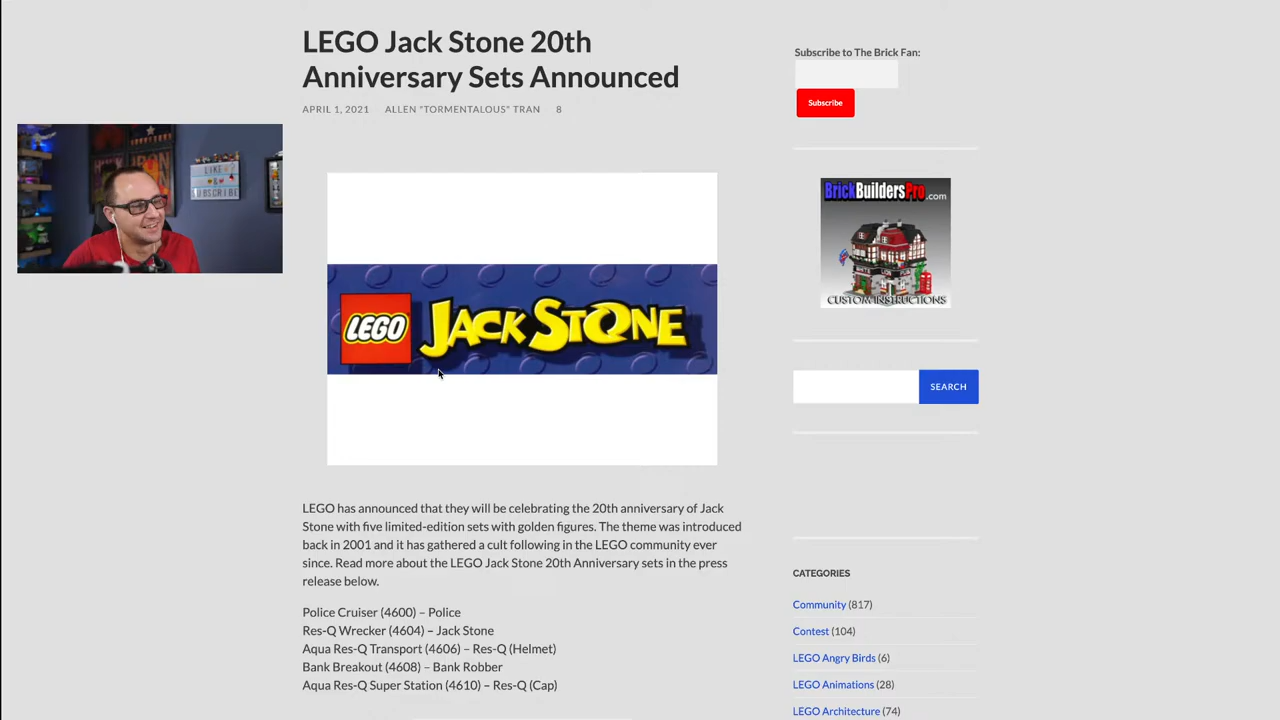 LEGO Jack Stone 20th
Anniversary Sets Announced
APRIL 1, 2021 ALLEN "TORMENTALOUS" TRAN 8
LIKE
&
SUBSCRIBE
LEGO JACK STONE
LEGO has announced that they will be celebrating the 20th anniversary of Jack
Stone with five limited-edition sets with golden figures. The theme was introduced
back in 2001 and it has gathered a cult following in the LEGO community ever
since. Read more about the LEGO Jack Stone 20th Anniversary sets in the press
release below.
Police Cruiser (4600) – Police
Res-Q Wrecker (4604) – Jack Stone
Aqua Res-Q Transport (4606) – Res-Q (Helmet)
Bank Breakout (4608) – Bank Robber
Aqua Res-Q Super Station (4610) – Res-Q (Cap)
Subscribe to The Brick Fan:
Subscribe
BrickBuildersPro.com
CUSTOM INSTRUCTIONS
SEARCH
CATEGORIES
Community (817)
Contest (104)
LEGO Angry Birds (6)
LEGO Animations (28)
LEGO Architecture (74)